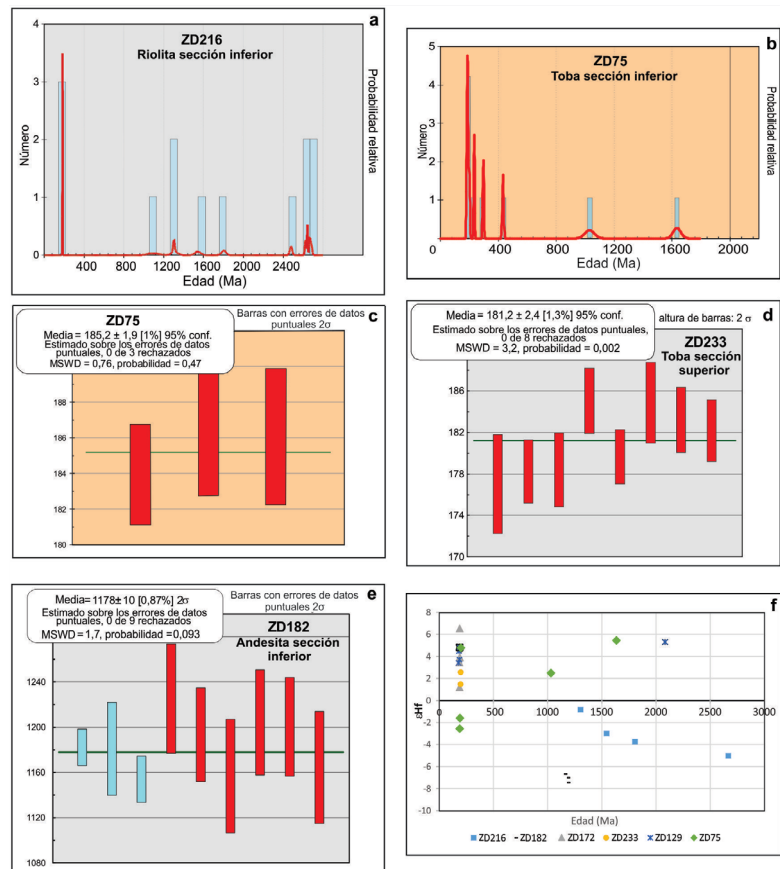 a
ZD216
Riolita sección inferior
Número
Probabilidad relativa
4
3
2
1
0
0
400
800
1200
1600
2000
2400
Edad (Ma)
b
ZD75
Toba sección inferior
Número
Probabilidad relativa
5
4
3
2
1
0
0
400
800
1200
1600
2000
2200
Edad (Ma)
c
ZD75
Barras con errores de datos
puntuales 2σ
Media = 185,2 ± 1,9 [1%] 95% conf.
Estimado sobre los errores de datos
puntuales, 0 de 3 rechazados
MSWD = 0,76, probabilidad = 0,47
188
186
184
182
180
d
Media = 181,2 ± 2,4 [1,3%] 95% conf.
Estimado sobre los errores de datos puntuales,
0 de 8 rechazados
MSWD = 3,2, probabilidad = 0,002
altura de barras: 2 σ
ZD233
Toba sección
superior
186
182
178
174
170
e
Media=1178±10 [0,87%] 2σ
Estimado sobre los errores de datos
puntuales, 0 de 9 rechazados
MSWD = 1,7, probabilidad =0,093
Barras con errores de datos
puntuales 2σ
ZD182
Andesita sección
inferior
1240
1200
1160
1120
1080
f
εHf
8
6
4
2
0
-2
-4
-6
-8
-10
0
500
1000
1500
2000
2500
3000
Edad (Ma)
ZD216
ZD182
ZD172
ZD233
ZD129
ZD75